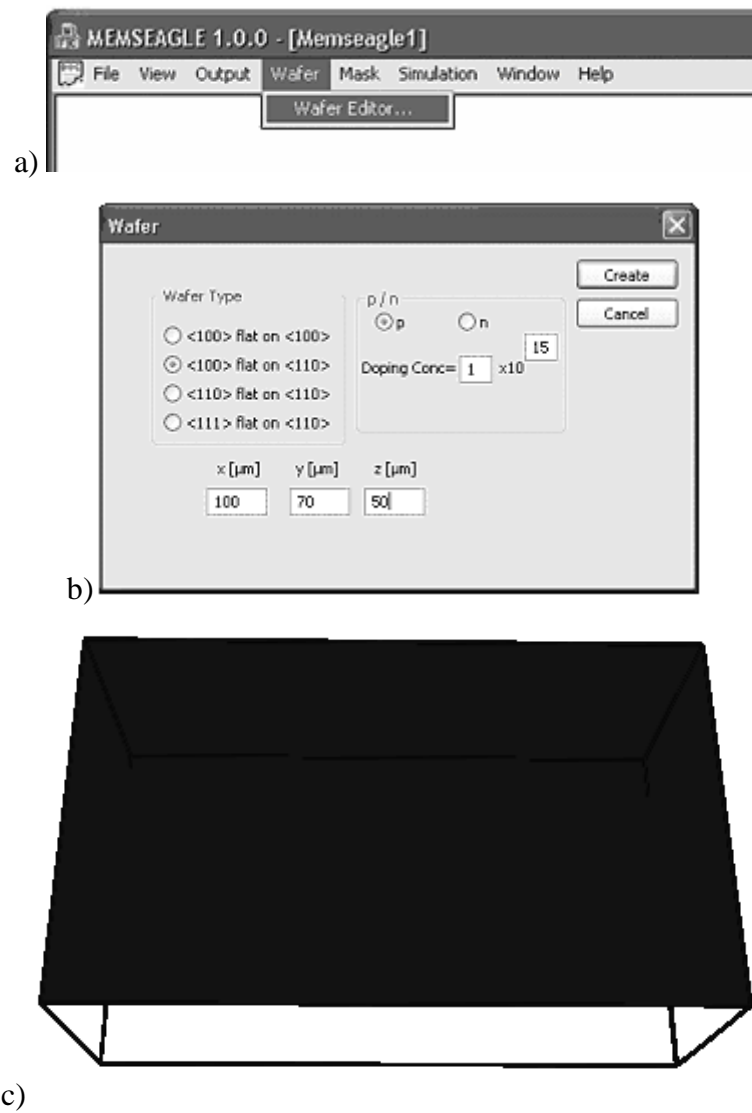 MEMSEAGLE 1.0.0 - [Memseagle1]
File View Output Wafer Mask Simulation Window Help
Wafer Editor...
a)
Wafer
Create
Cancel
Wafer Type
<100> flat on <100>
<100> flat on <110>
<110> flat on <110>
<111> flat on <110>
p / n
p n
15
Doping Conc= 1 x10
x [µm] y [µm] z [µm]
100 70 50
b)
c)